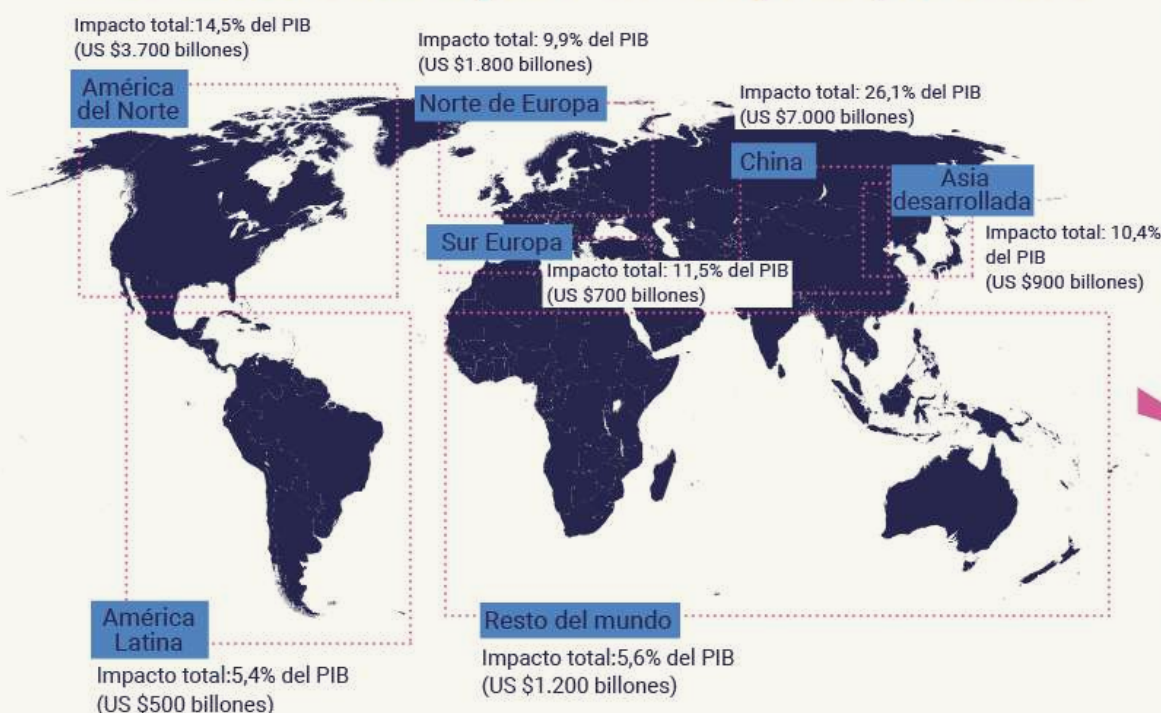 Impacto total:14,5% del PIB
(US $3.700 billones)
América
del Norte
Impacto total: 9,9% del PIB
(US $1.800 billones)
Norte de Europa
Impacto total: 26,1% del PIB
(US $7.000 billones)
China
Asia
desarrollada
Impacto total: 10,4%
del PIB
(US $900 billones)
Sur Europa
Impacto total: 11,5% del PIB
(US $700 billones)
América
Latina
Impacto total:5,4% del PIB
(US $500 billones)
Resto del mundo
Impacto total:5,6% del PIB
(US $1.200 billones)